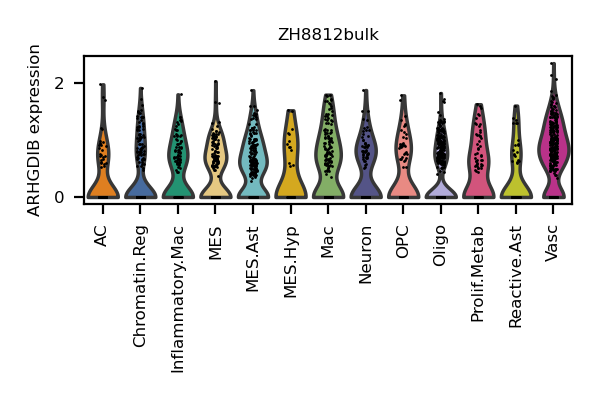 ZH8812bulk
ARHGDIB expression
2
0
AC
Chromatin.Reg
Inflammatory.Mac
MES
MES.Ast
MES.Hyp
Mac
Neuron
OPC
Oligo
Prolif.Metab
Reactive.Ast
Vasc